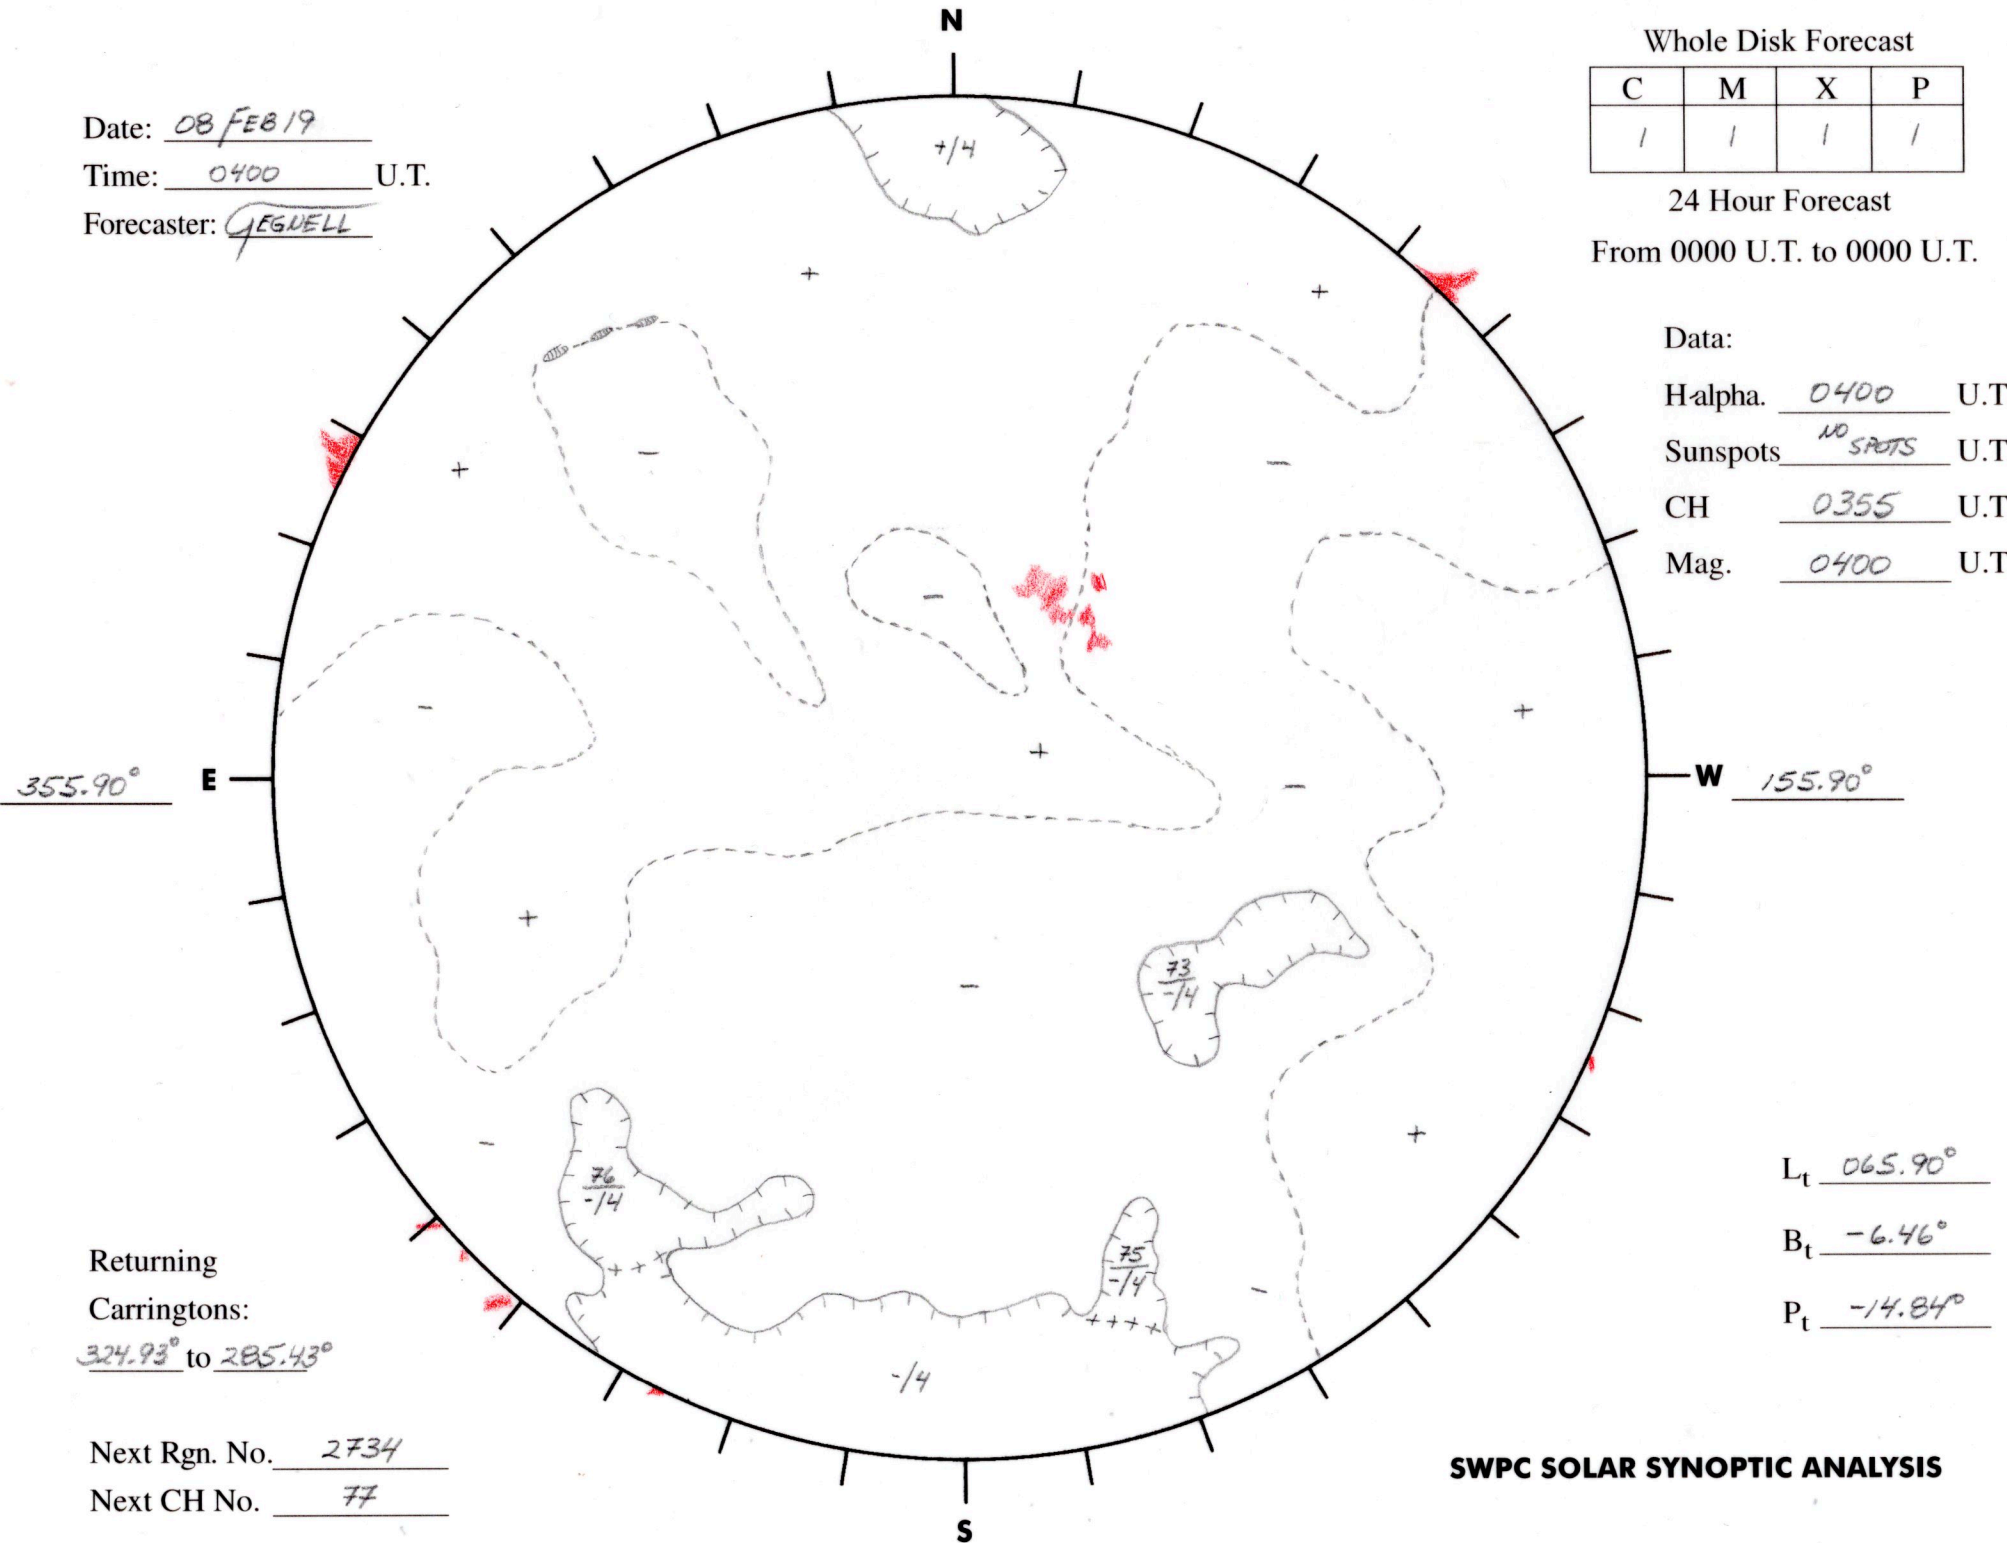 N
Whole Disk Forecast
C M X P
1 1 1 1
24 Hour Forecast
From 0000 U.T. to 0000 U.T.
Date: 08 FEB 19
Time: 0400 U.T.
Forecaster: GEGNELL
+/4
+
+
Data:
H-alpha. 0400 U.T
Sunspots NO SPOTS U.T
CH 0355 U.T
Mag. 0400 U.T
+
−
−
−
−
+
+
−
355.90° E
W 155.90°
+
−
73
-/4
−
+
76
-/4
75
-/4
+ + +
+ + + +
−
-/4
Lt 065.90°
Bt -6.46°
Pt -14.84°
Returning
Carringtons:
324.93° to 285.43°
Next Rgn. No. 2734
Next CH No. 77
SWPC SOLAR SYNOPTIC ANALYSIS
S